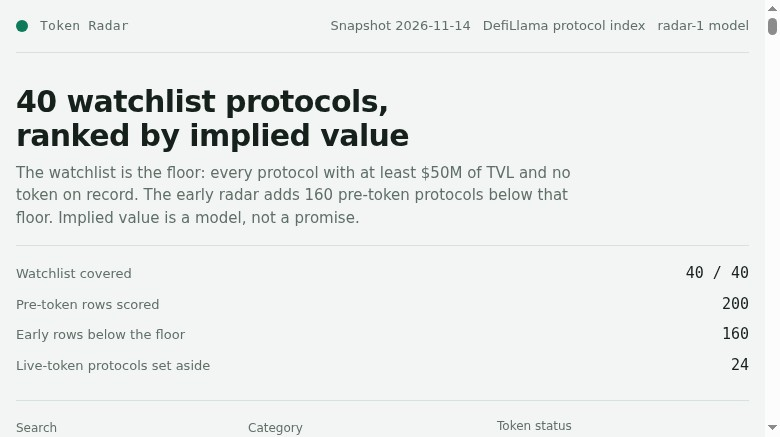 Token Radar
Snapshot 2026-11-14 DefiLlama protocol index radar-1 model
40 watchlist protocols,
ranked by implied value
The watchlist is the floor: every protocol with at least $50M of TVL and no
token on record. The early radar adds 160 pre-token protocols below that
floor. Implied value is a model, not a promise.
Watchlist covered 40 / 40
Pre-token rows scored 200
Early rows below the floor 160
Live-token protocols set aside 24
Search Category Token status